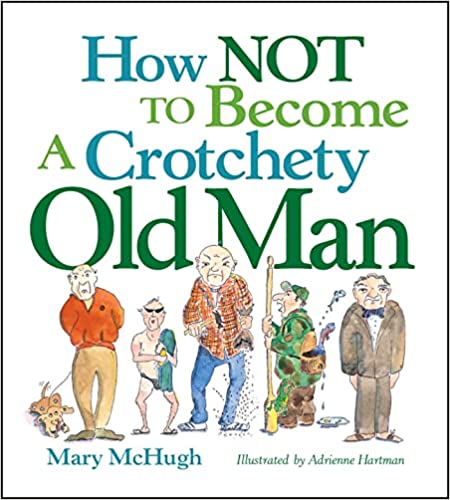 How NOT
TO Become
A Crotchety
Old Man
Mary McHugh
Illustrated by Adrienne Hartman